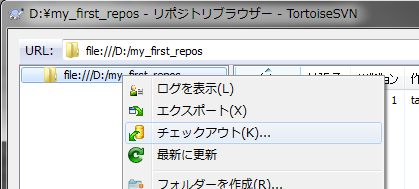 D:¥my_first_repos - リポジトリブラウザー - TortoiseSVN
URL: file:///D:/my_first_repos
file:///D:/my_first_repos
ログを表示(L)
エクスポート(X)
チェックアウト(K)...
最新に更新
フォルダーを作成(R)...
1